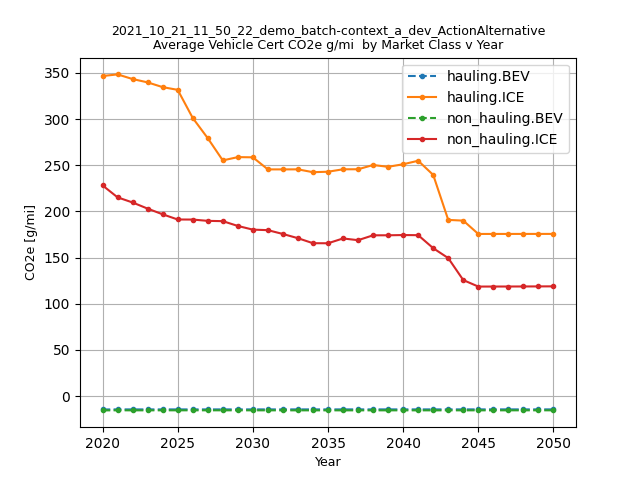 2021_10_21_11_50_22_demo_batch-context_a_dev_ActionAlternative
Average Vehicle Cert CO2e g/mi  by Market Class v Year
hauling.BEV
hauling.ICE
non_hauling.BEV
non_hauling.ICE
CO2e [g/mi]
350
300
250
200
150
100
50
0
2020 2025 2030 2035 2040 2045 2050
Year